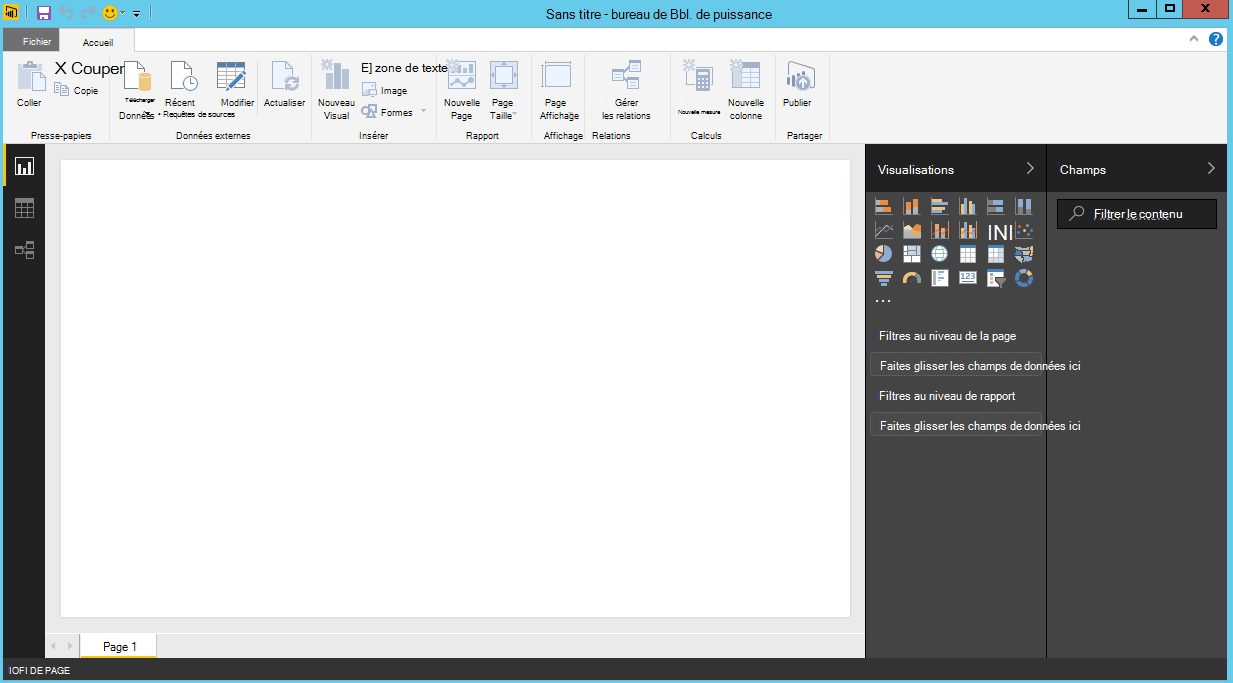 Sans titre - bureau de Bbl. de puissance
Fichier
Accueil
X Couper
Copie
Coller
Presse-papiers
Télécharger
Données
Récent
• Requêtes de sources
Modifier
Actualiser
Données externes
Nouveau
Visual
E] zone de texte
Image
Formes
Insérer
Nouvelle
Page
Page
Taille
Rapport
Page
Affichage
Affichage
Gérer
les relations
Relations
Nouvelle mesure
Nouvelle
colonne
Calculs
Publier
Partager
Visualisations
Champs
INI
123
Filtrer le contenu
...
Filtres au niveau de la page
Faites glisser les champs de données ici
Filtres au niveau de rapport
Faites glisser les champs de données ici
Page 1
IOFI DE PAGE